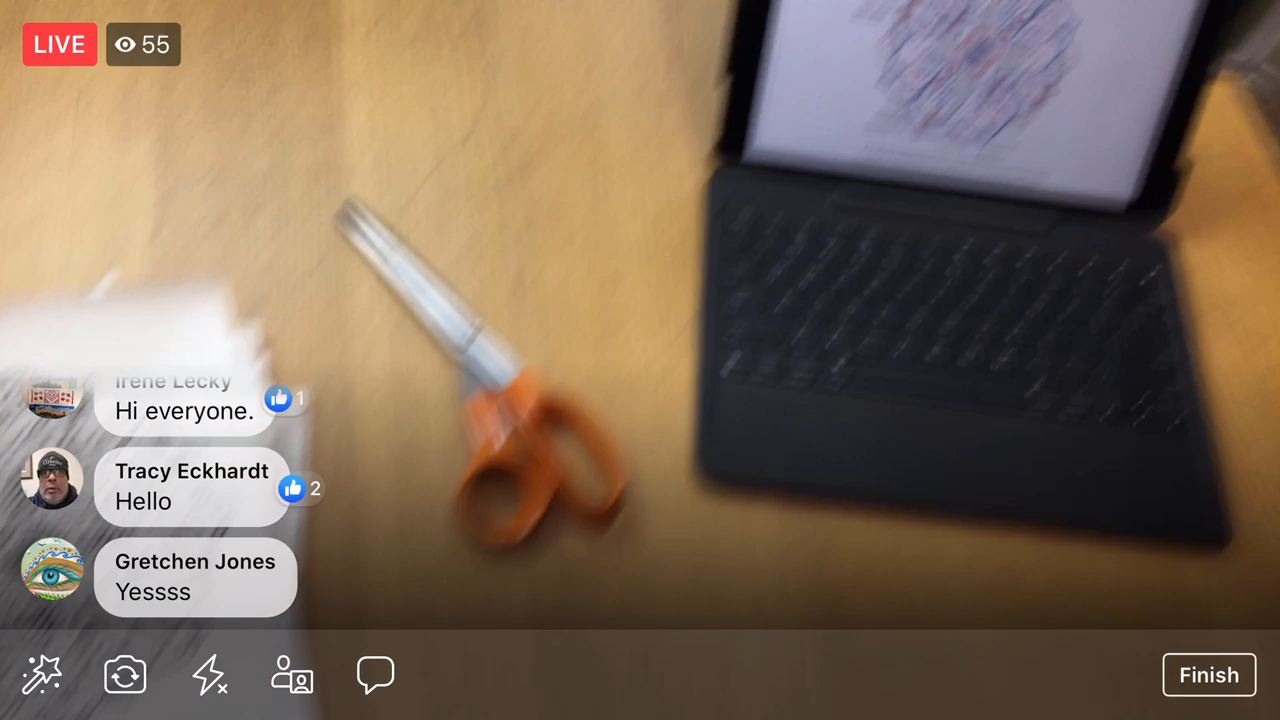 LIVE
55
Irene Lecky
Hi everyone.
1
Tracy Eckhardt
Hello
2
Gretchen Jones
Yessss
Finish